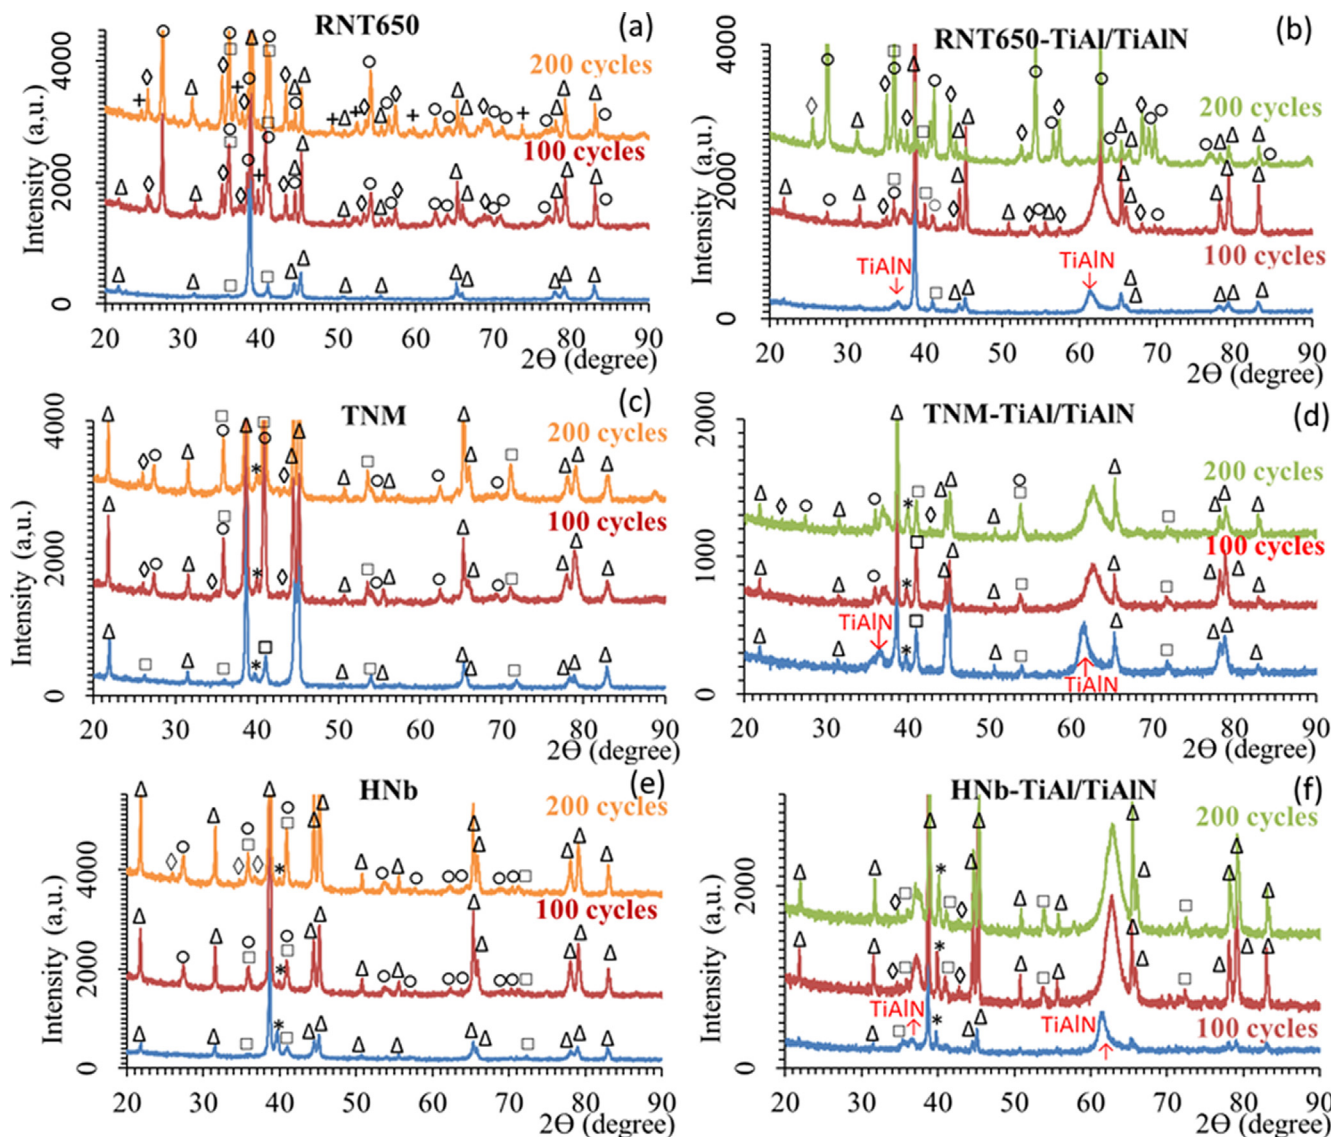 RNT650
(a)
200 cycles
100 cycles
Intensity (a,u.)
4000
2000
0
20 30 40 50 60 70 80 90
2Θ (degree)
RNT650-TiAl/TiAlN
(b)
200 cycles
100 cycles
TiAlN
TiAlN
Intensity (a,u.)
4000
2000
0
20 30 40 50 60 70 80 90
2Θ (degree)
TNM
(c)
200 cycles
100 cycles
Intensity (a,u.)
4000
2000
0
20 30 40 50 60 70 80 90
2Θ (degree)
TNM-TiAl/TiAlN
(d)
200 cycles
100 cycles
TiAlN
TiAlN
Intensity (a,u.)
2000
1000
0
20 30 40 50 60 70 80 90
2Θ (degree)
HNb
(e)
200 cycles
100 cycles
Intensity (a,u.)
4000
2000
0
20 30 40 50 60 70 80 90
2Θ (degree)
HNb-TiAl/TiAlN
(f)
200 cycles
TiAlN
TiAlN
100 cycles
Intensity (a,u.)
2000
0
20 30 40 50 60 70 80 90
2Θ (degree)